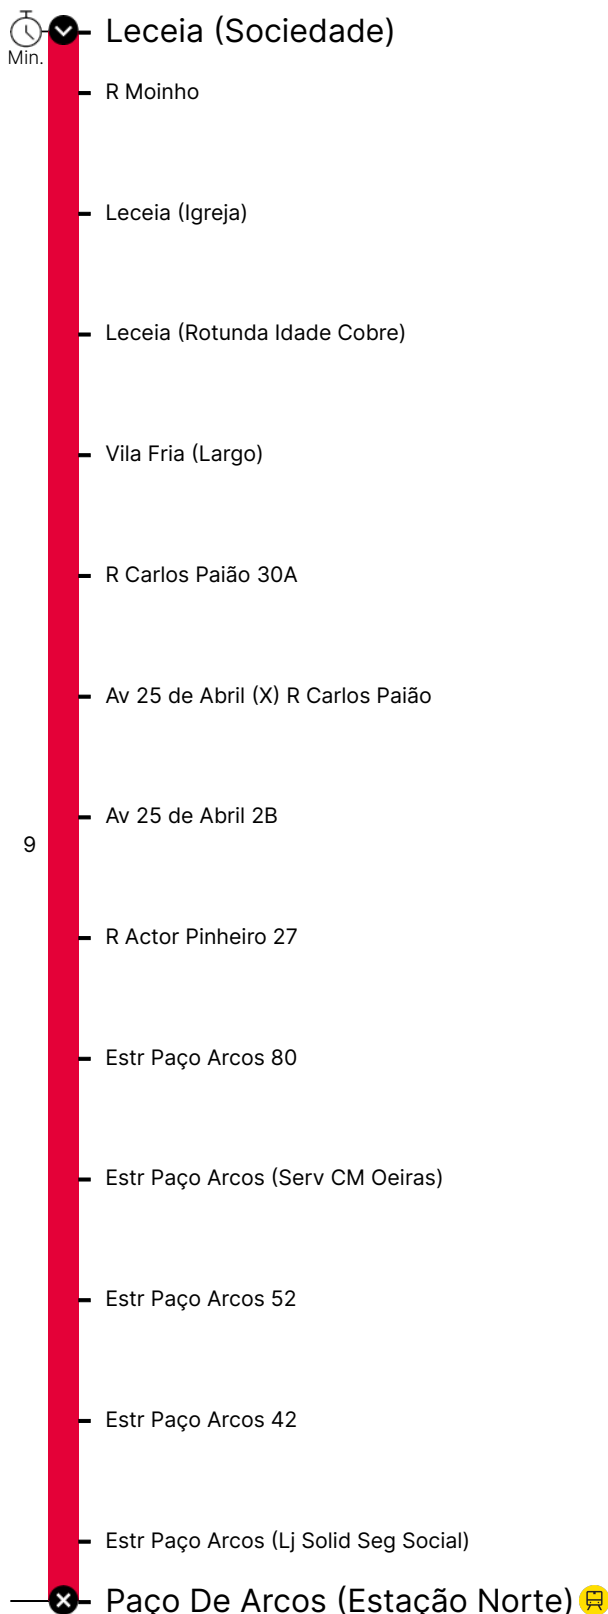 Leceia (Sociedade)
Min.
R Moinho
Leceia (Igreja)
Leceia (Rotunda Idade Cobre)
Vila Fria (Largo)
R Carlos Paião 30A
Av 25 de Abril (X) R Carlos Paião
Av 25 de Abril 2B
9
R Actor Pinheiro 27
Estr Paço Arcos 80
Estr Paço Arcos (Serv CM Oeiras)
Estr Paço Arcos 52
Estr Paço Arcos 42
Estr Paço Arcos (Lj Solid Seg Social)
Paço De Arcos (Estação Norte)